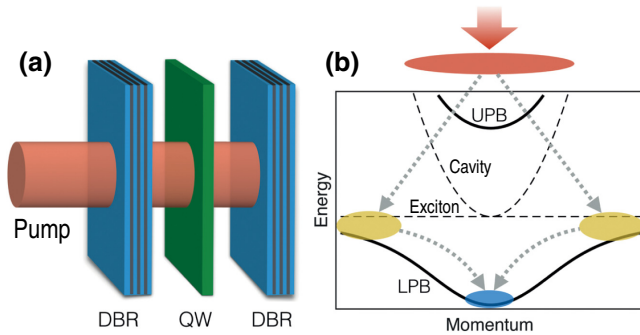 (a)
Pump
DBR
QW
DBR
(b)
UPB
Cavity
Exciton
LPB
Energy
Momentum